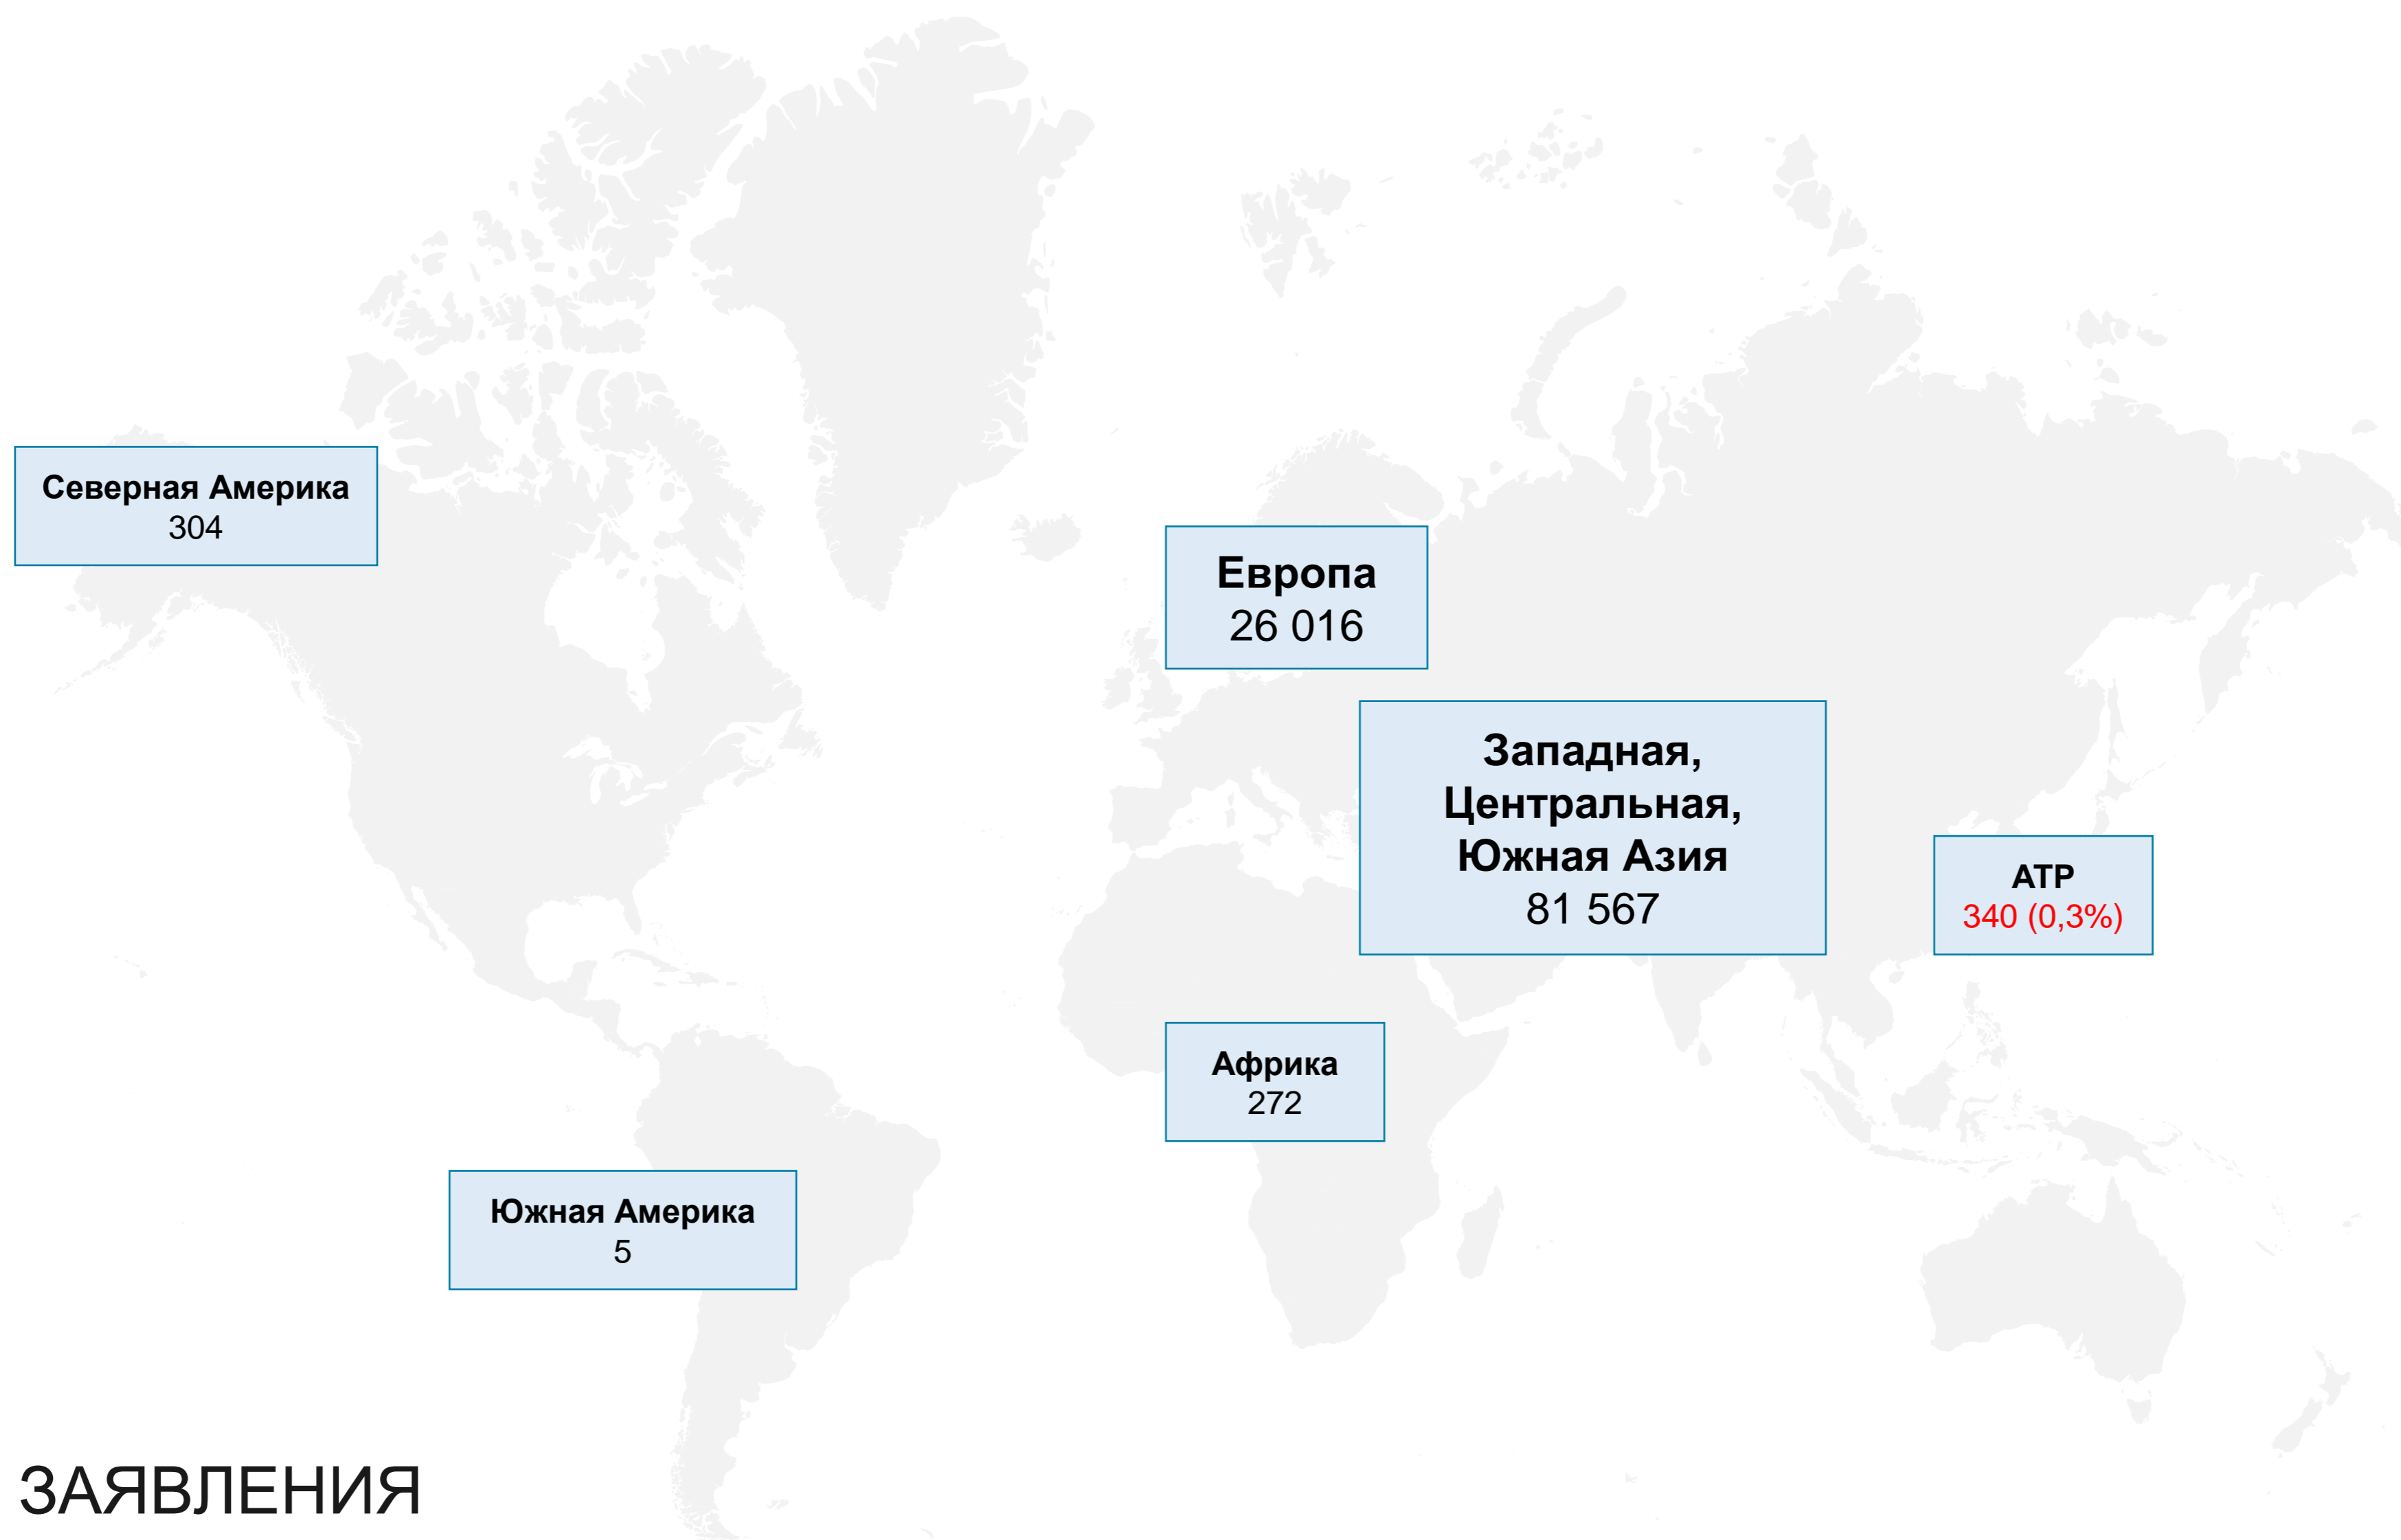 Северная Америка
304
Европа
26 016
Западная,
Центральная,
Южная Азия
81 567
АТР
340 (0,3%)
Африка
272
Южная Америка
5
ЗАЯВЛЕНИЯ